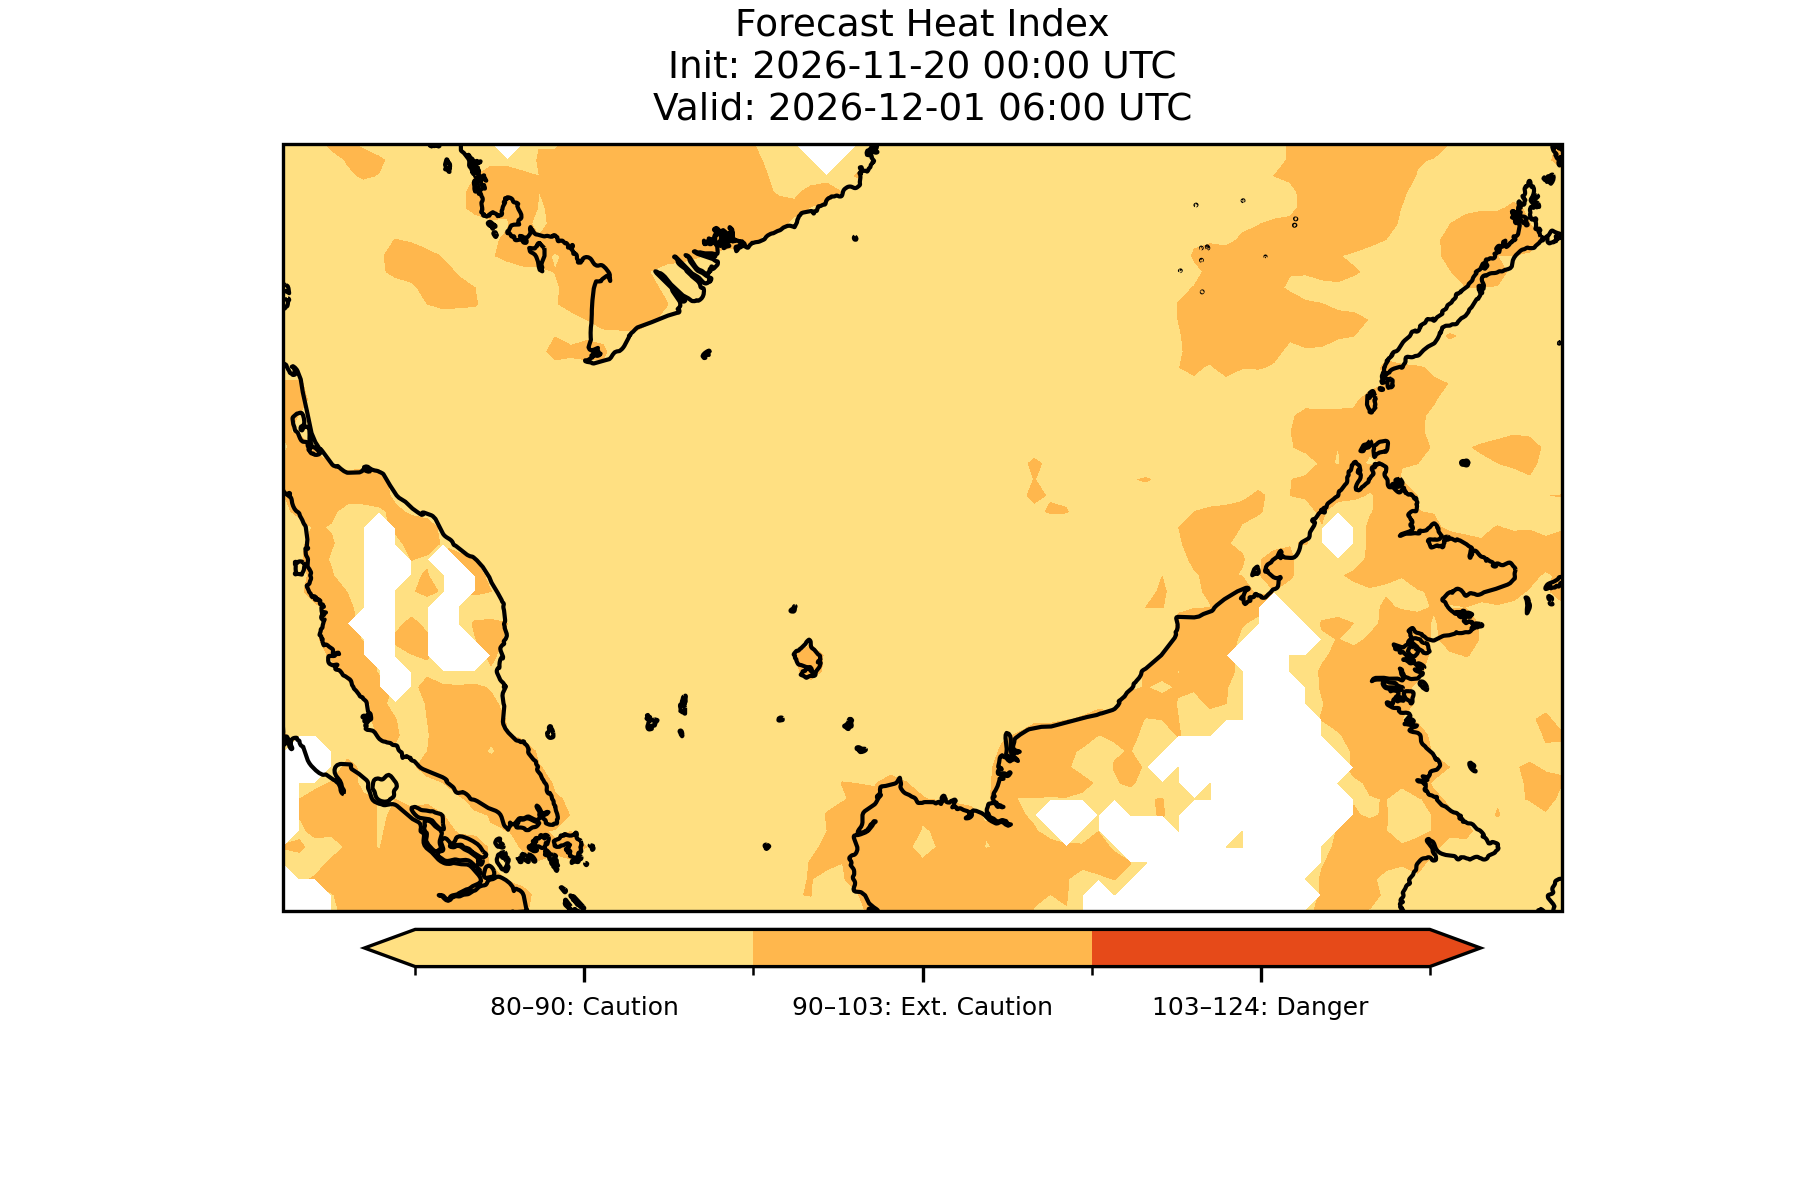 Forecast Heat Index
Init: 2026-11-20 00:00 UTC
Valid: 2026-12-01 06:00 UTC
80–90: Caution
90–103: Ext. Caution
103–124: Danger